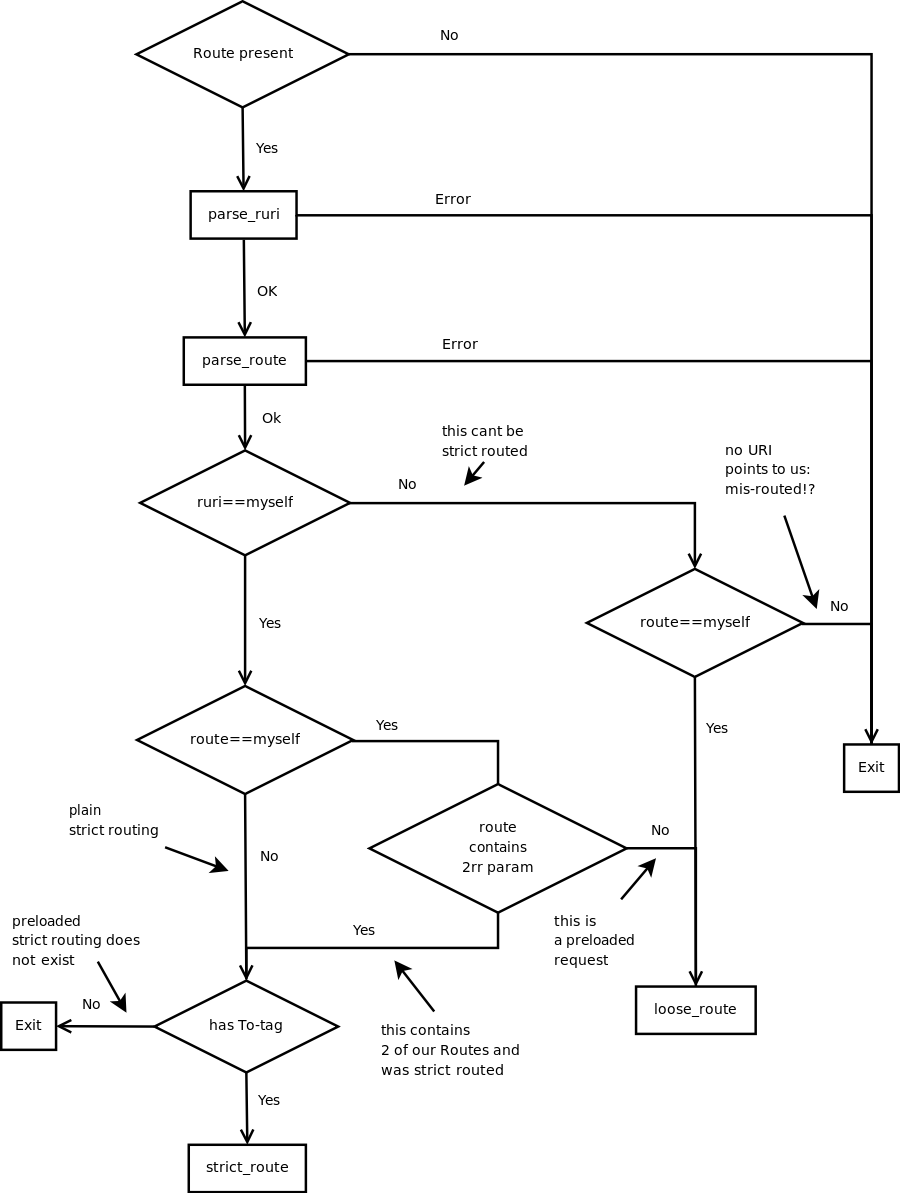 No
Route present
Yes
Error
parse_ruri
OK
Error
parse_route
Ok
this cant be
strict routed
no URI
points to us:
mis-routed!?
No
ruri==myself
No
route==myself
Yes
Yes
Yes
route==myself
Exit
plain
strict routing
route
contains
2rr param
No
No
preloaded
strict routing does
not exist
this is
a preloaded
request
Yes
No
loose_route
Exit
has To-tag
this contains
2 of our Routes and
was strict routed
Yes
strict_route